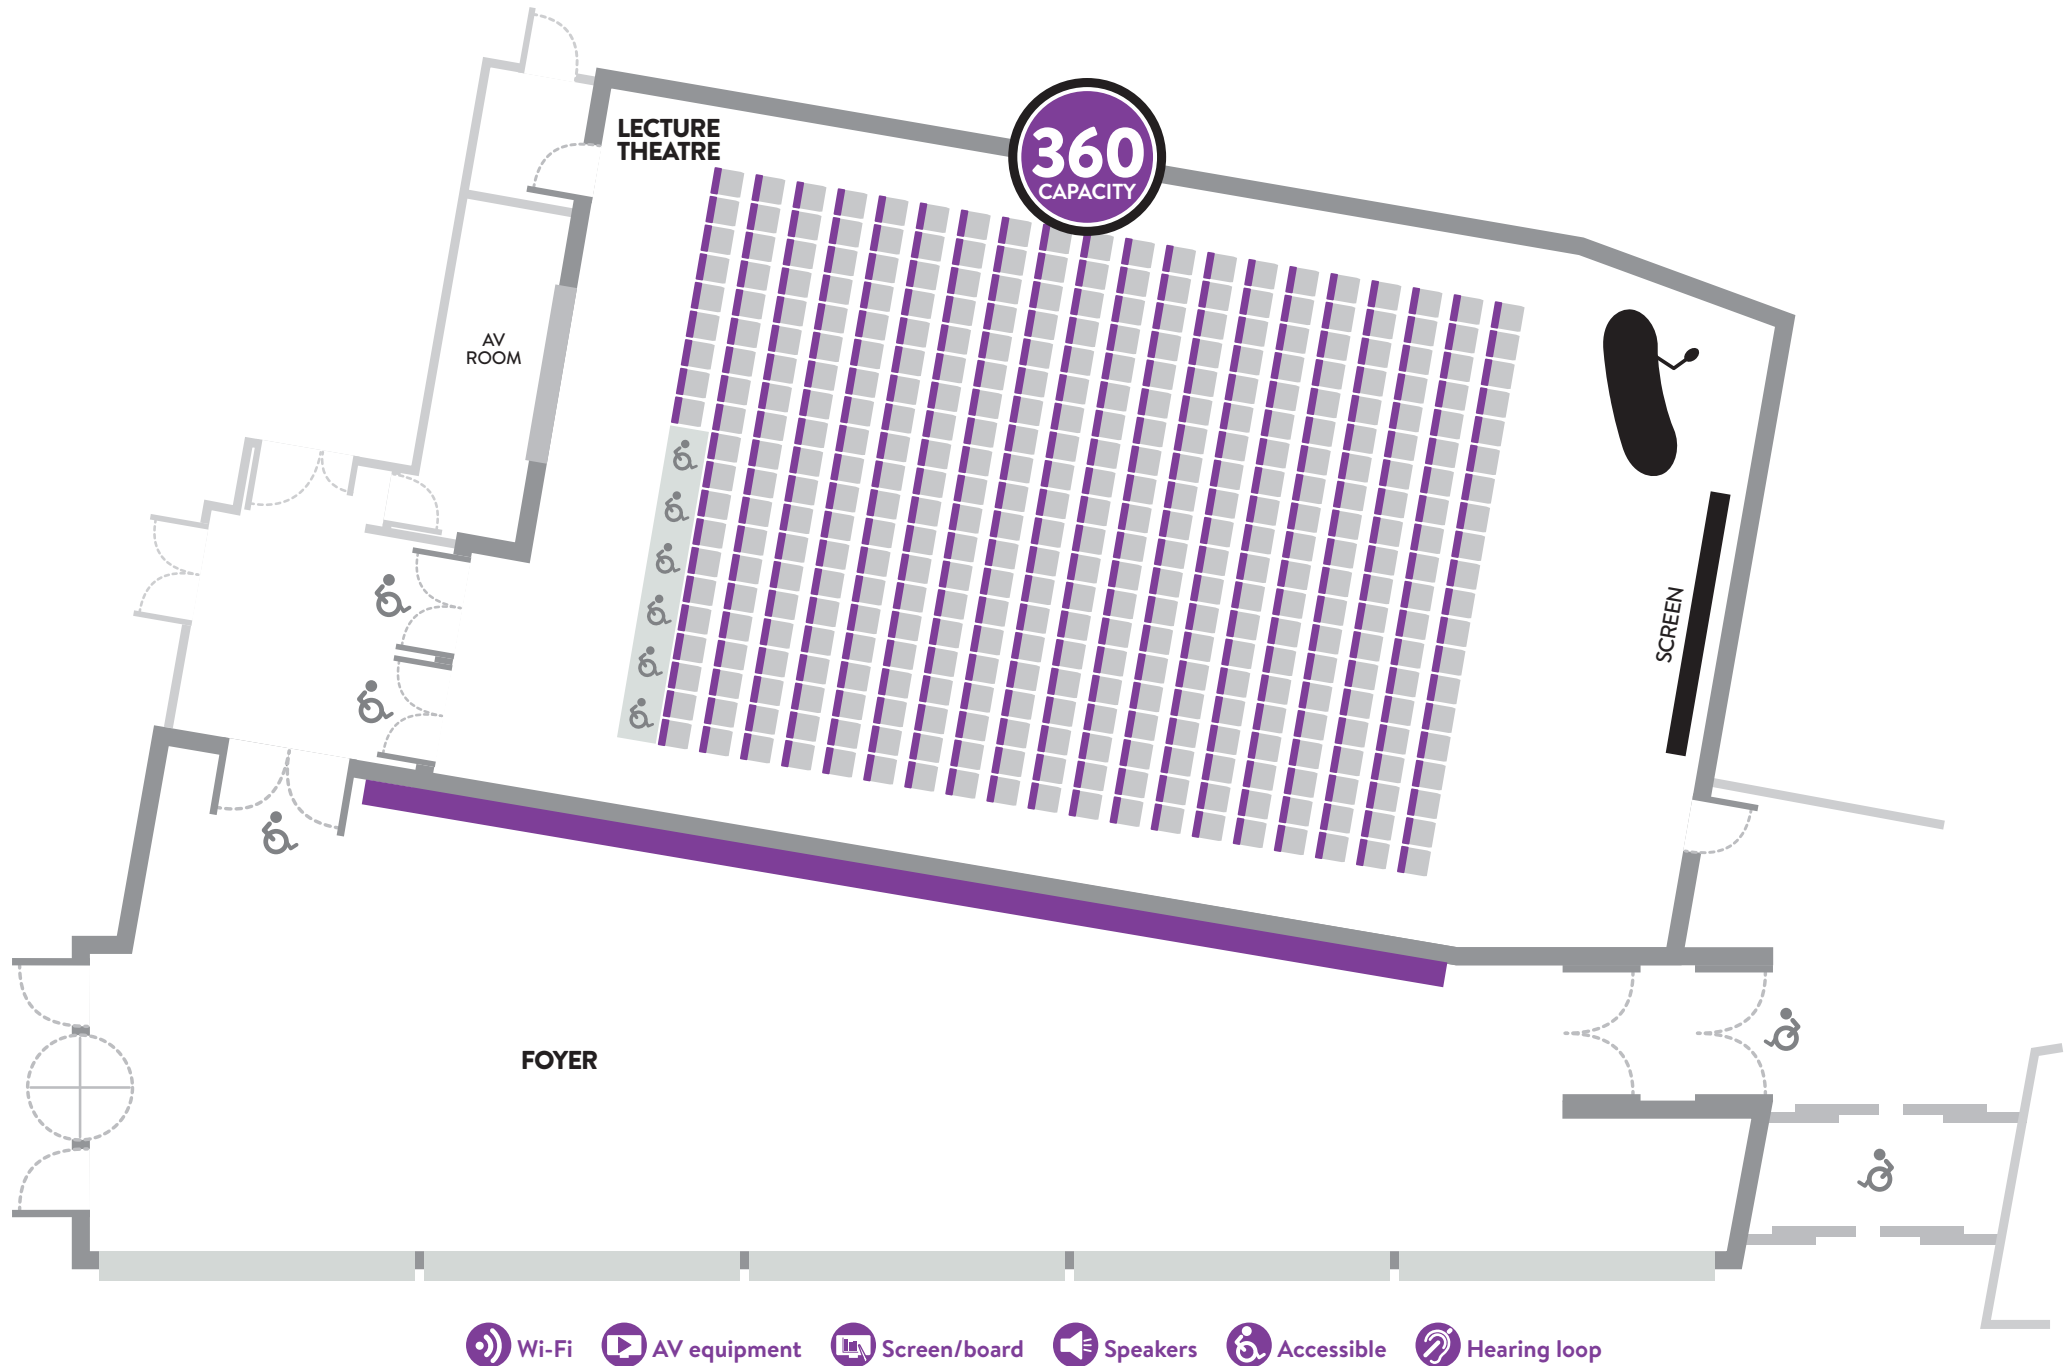 LECTURE
THEATRE
360
CAPACITY
AV
ROOM
SCREEN
FOYER
Wi-Fi
AV equipment
Screen/board
Speakers
Accessible
Hearing loop